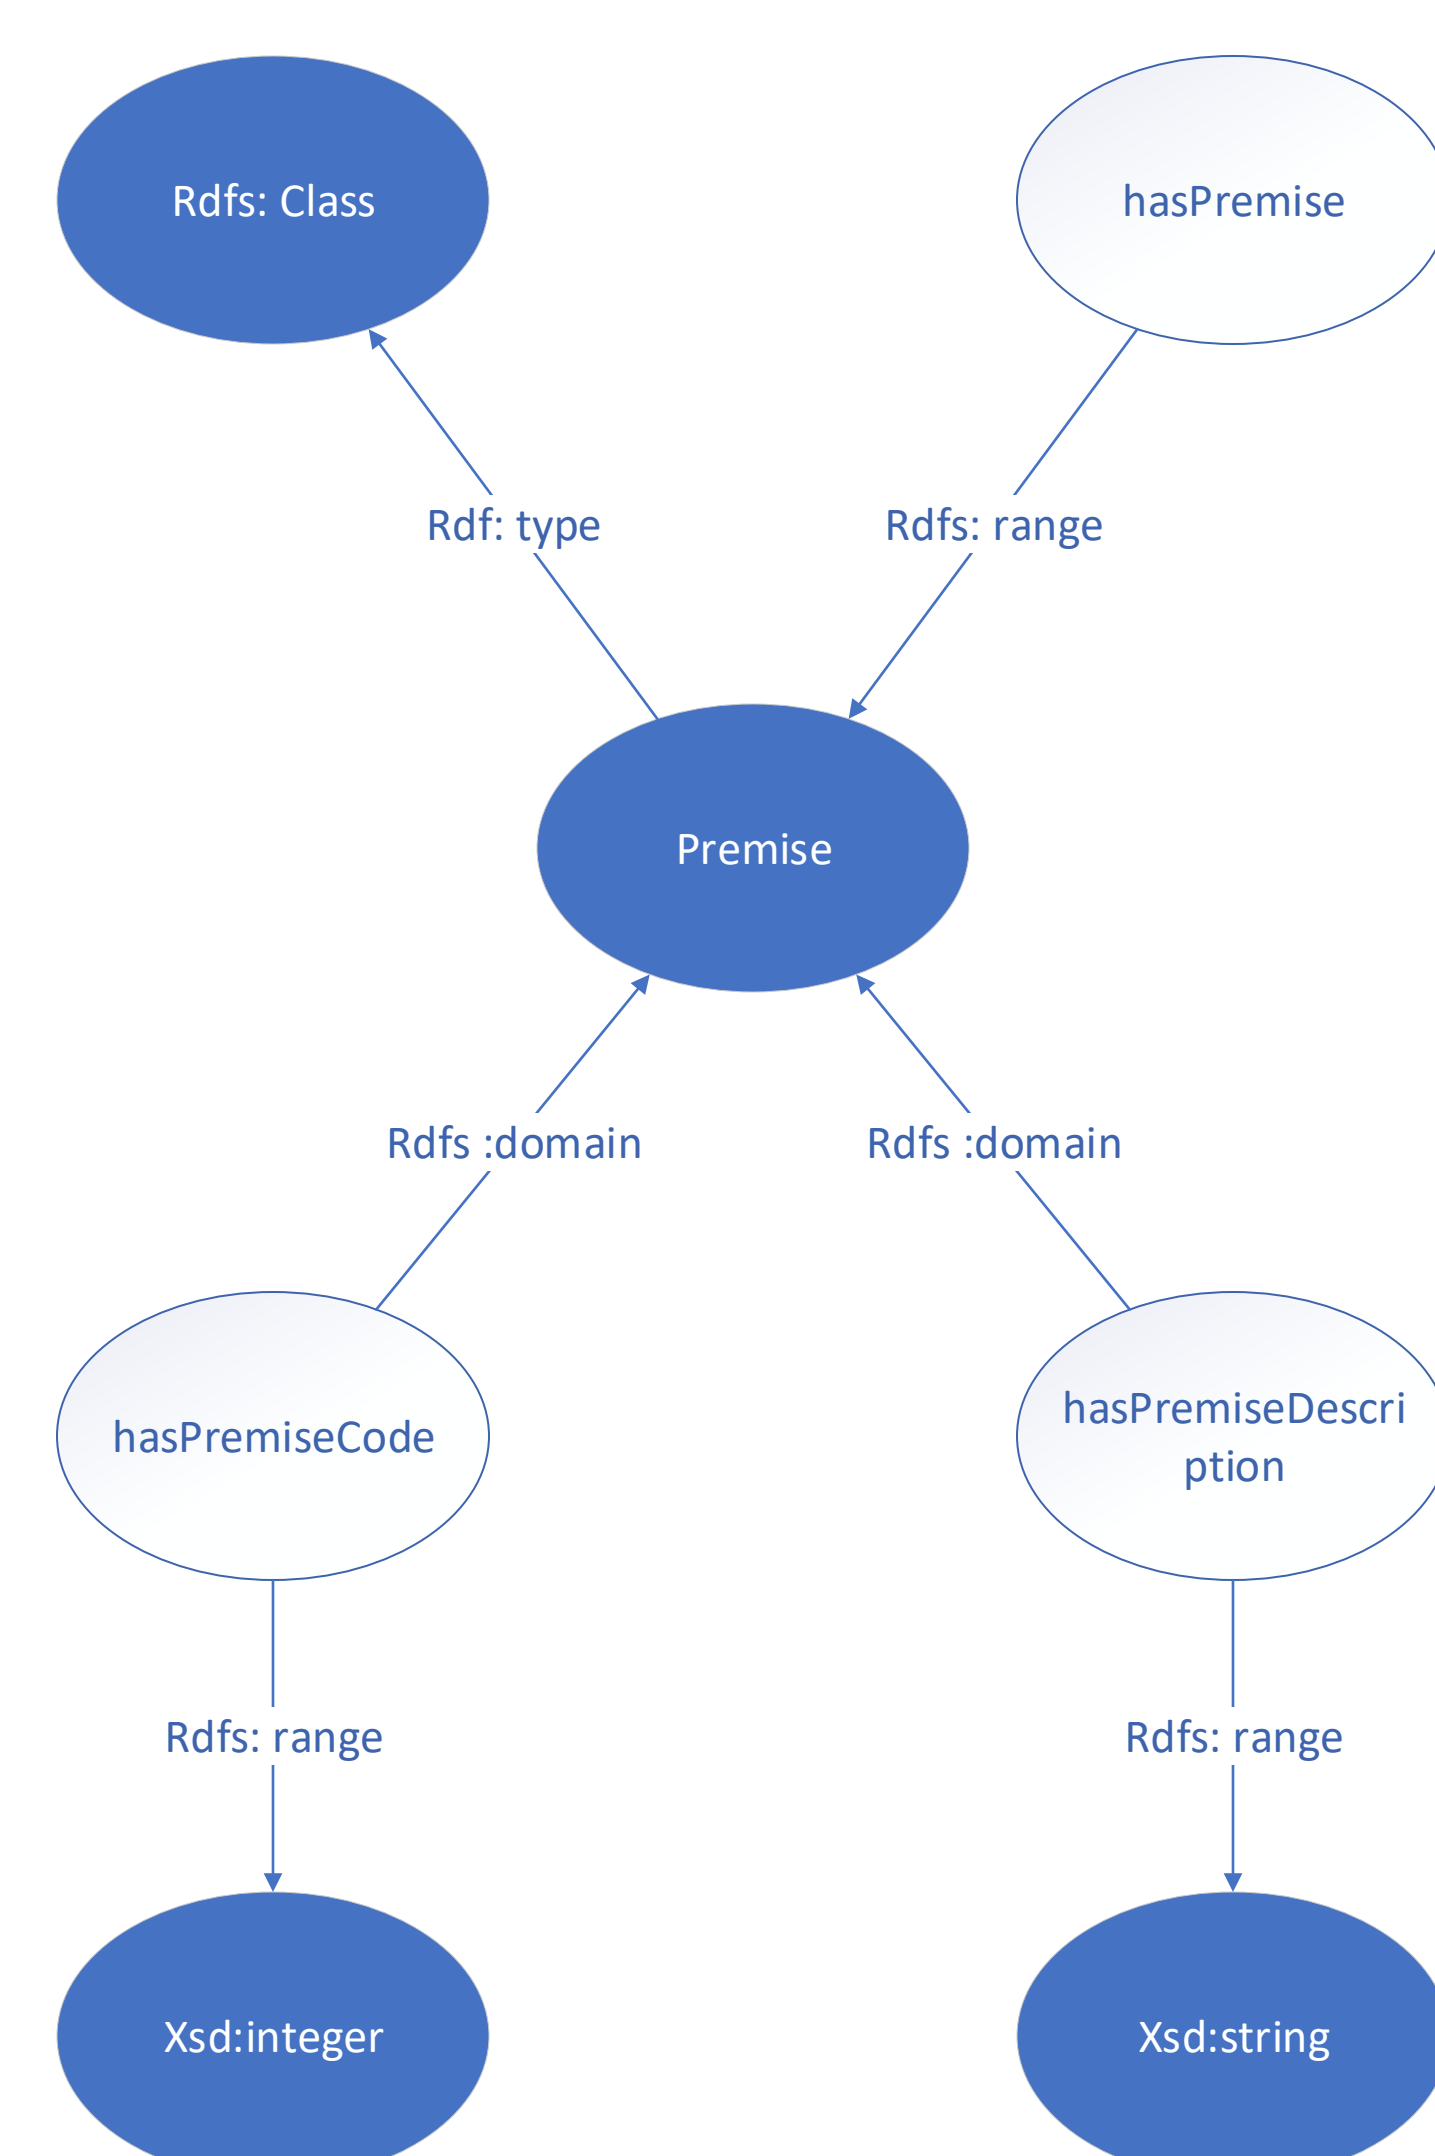 Rdfs: Class
hasPremise
Rdf: type
Rdfs: range
Premise
Rdfs :domain
Rdfs :domain
hasPremiseCode
hasPremiseDescri
ption
Rdfs: range
Rdfs: range
Xsd:integer
Xsd:string